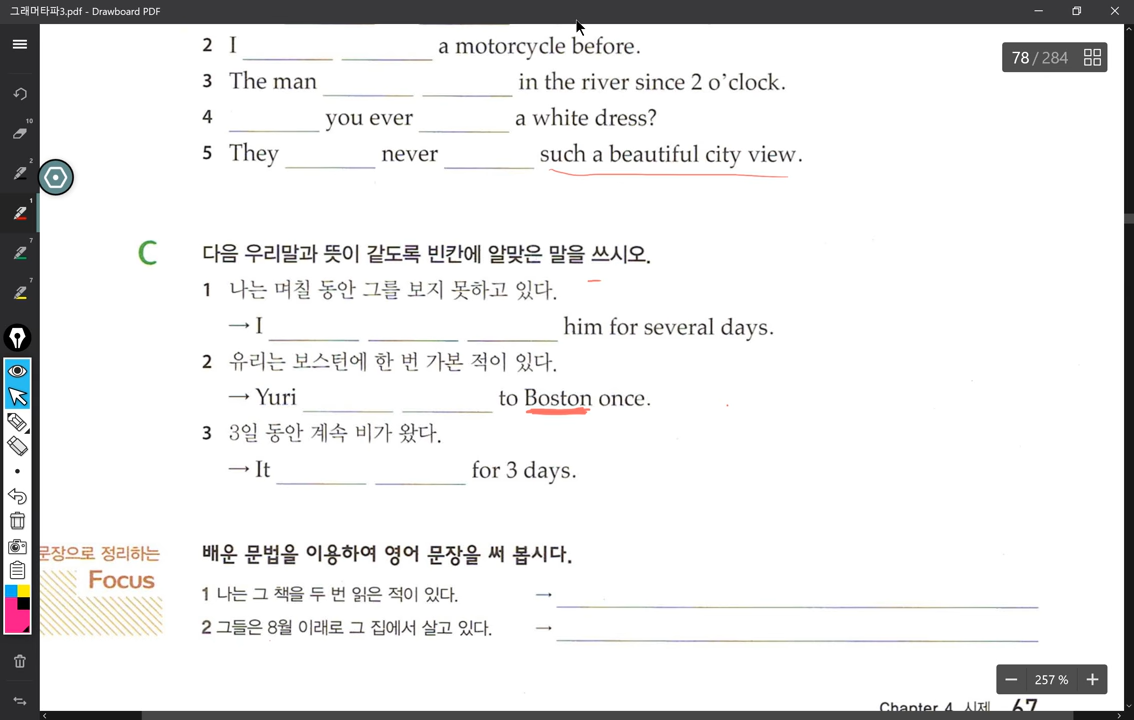 그래머타파3.pdf - Drawboard PDF
78 / 284
2 I ________ ________ a motorcycle before.
3 The man ________ ________ in the river since 2 o'clock.
4 ________ you ever ________ a white dress?
5 They ________ never ________ such a beautiful city view.
C 다음 우리말과 뜻이 같도록 빈칸에 알맞은 말을 쓰시오.
1 나는 며칠 동안 그를 보지 못하고 있다.
→ I ________ ________ ________ him for several days.
2 유리는 보스턴에 한 번 가본 적이 있다.
→ Yuri ________ ________ to Boston once.
3 3일 동안 계속 비가 왔다.
→ It ________ ________ for 3 days.
문장으로 정리하는
Focus
배운 문법을 이용하여 영어 문장을 써 봅시다.
1 나는 그 책을 두 번 읽은 적이 있다. →
2 그들은 8월 이래로 그 집에서 살고 있다. →
257 %
Chapter 4 시제 67
10
2
1
7
7